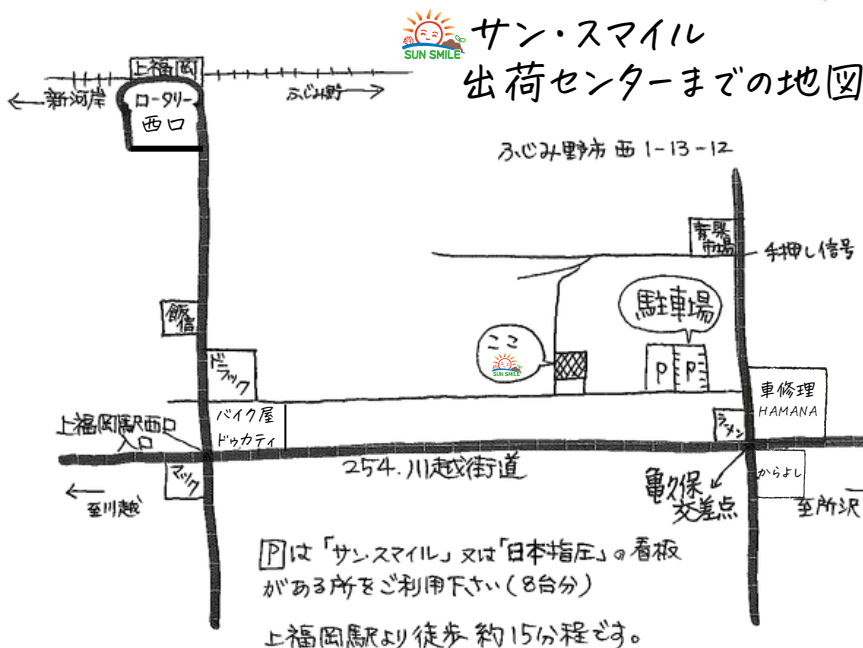 サン・スマイル
SUN SMILE
出荷センターまでの地図
上福岡
新河岸
ロータリー
西口
ふじみ野
ふじみ野市西1-13-12
青果
市場
手押し信号
飯信
駐車場
ここ
SUN SMILE
ドラッグ
P
P
車修理
HAMANA
バイク屋
ドゥカティ
ラーメン
上福岡駅西口
入口
254.川越街道
マック
至川越
亀久保
交差点
からよし
至所沢
Pは「サン・スマイル」又は「日本指圧」の看板
がある所をご利用下さい(8台分)
上福岡駅より徒歩 約15分程です。